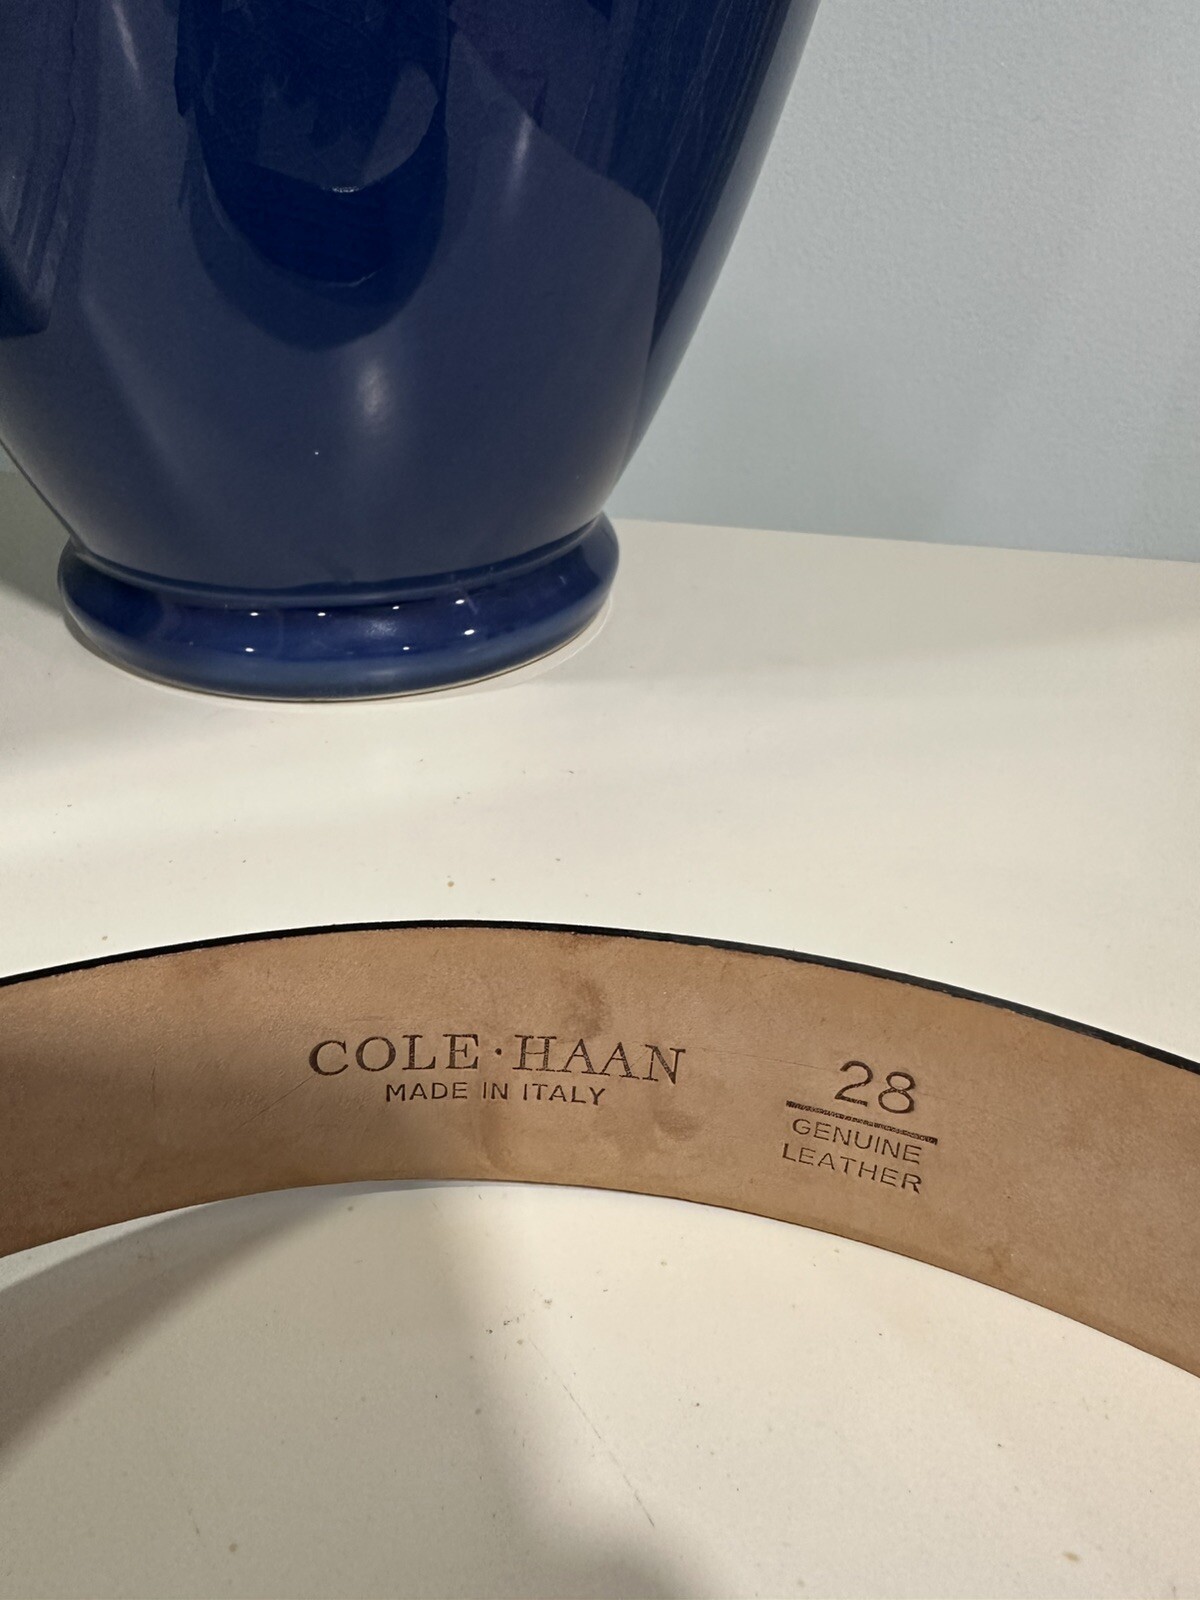 COLE·HAAN
MADE IN ITALY
28
GENUINE
LEATHER